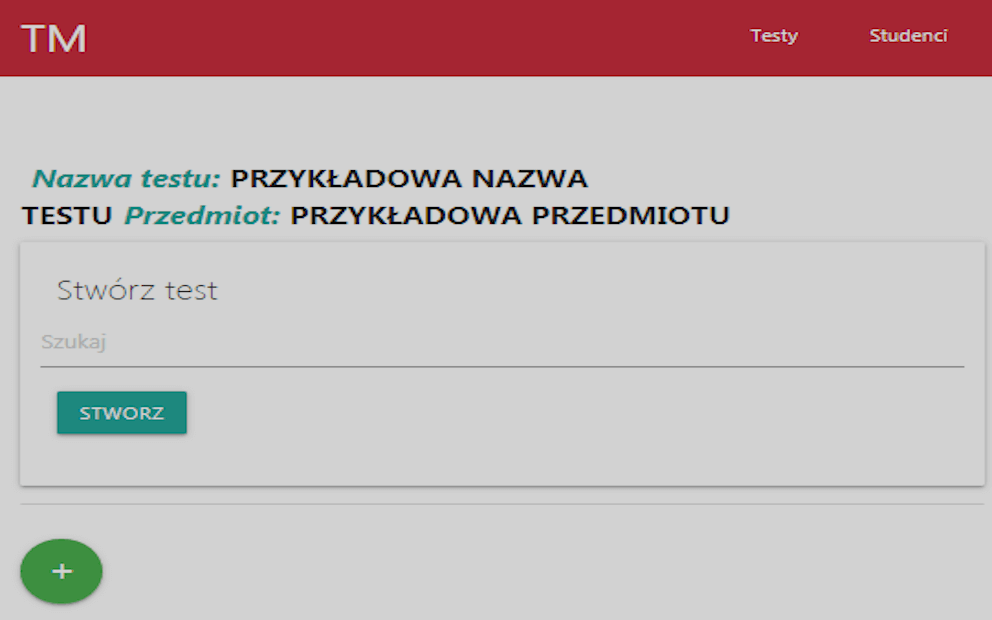 TM
Testy
Studenci
Nazwa testu: PRZYKŁADOWA NAZWA
TESTU Przedmiot: PRZYKŁADOWA PRZEDMIOTU
Stwórz test
Szukaj
STWORZ
+